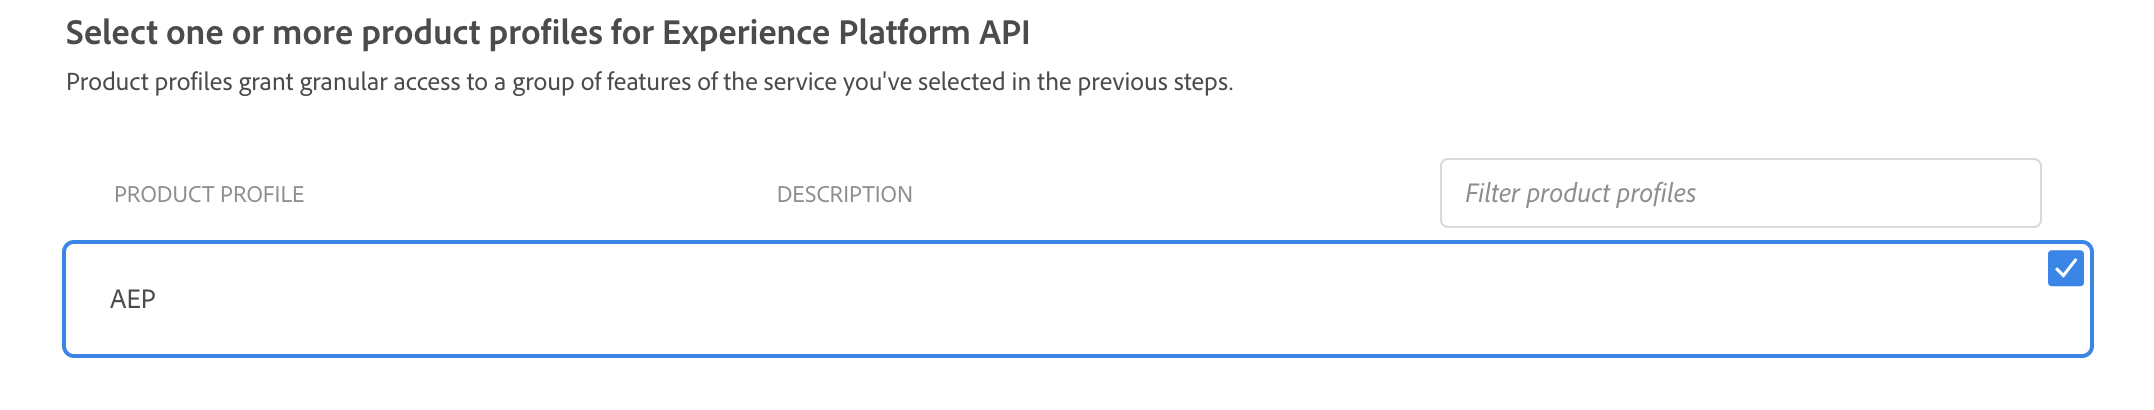 Select one or more product profiles for Experience Platform API
Product profiles grant granular access to a group of features of the service you've selected in the previous steps.
PRODUCT PROFILE
DESCRIPTION
Filter product profiles
AEP